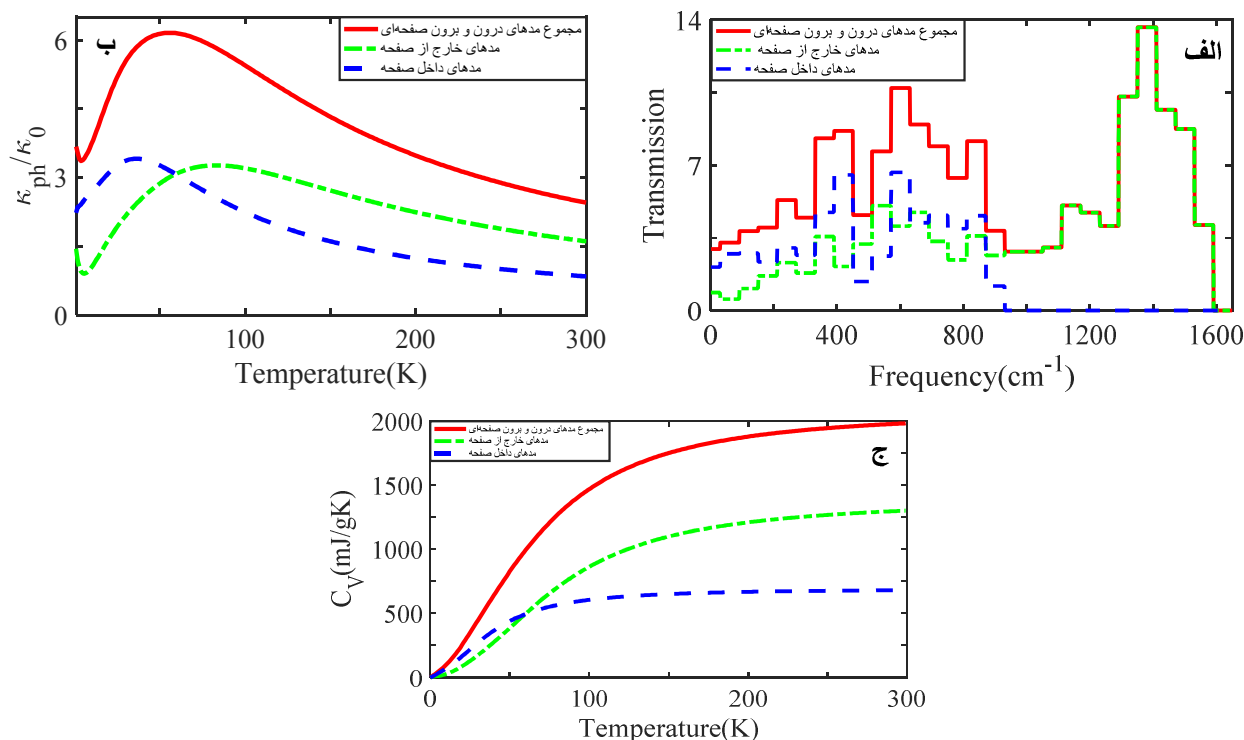 ب
مجموع مدهای درون و برون صفحه‌ای
مدهای خارج از صفحه
مدهای داخل صفحه
6
3
0
κph/κ0
100
200
300
Temperature(K)
الف
مجموع مدهای درون و برون صفحه‌ای
مدهای خارج از صفحه
مدهای داخل صفحه
14
7
0
Transmission
0
400
800
1200
1600
Frequency(cm-1)
ج
مجموع مدهای درون و برون صفحه‌ای
مدهای خارج از صفحه
مدهای داخل صفحه
2000
1500
1000
500
0
CV(mJ/gK)
0
100
200
300
Temperature(K)